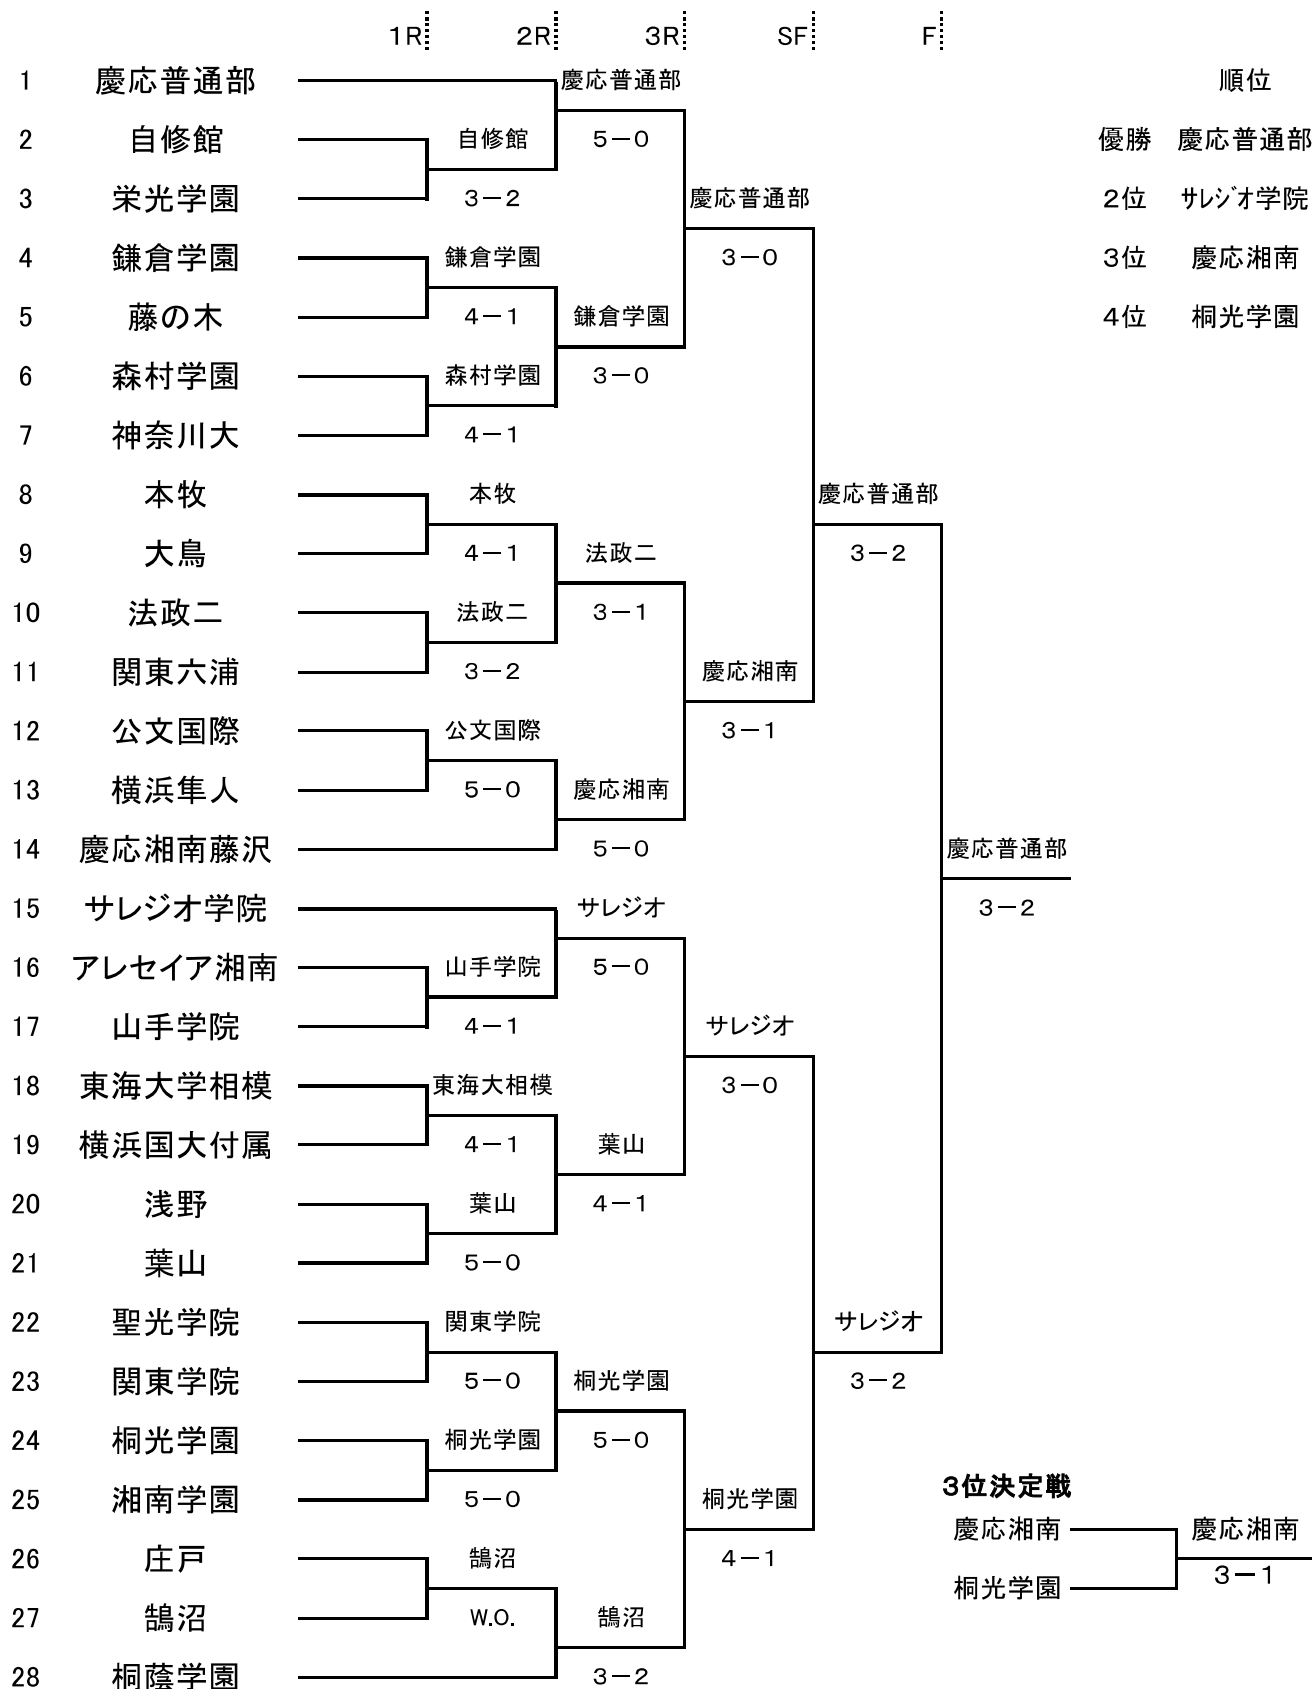 1R 2R 3R SF F
1 慶応普通部 慶応普通部 順位
2 自修館 自修館 5－0 優勝 慶応普通部
3 栄光学園 3－2 慶応普通部 2位 サレジオ学院
4 鎌倉学園 鎌倉学園 3－0 3位 慶応湘南
5 藤の木 4－1 鎌倉学園 4位 桐光学園
6 森村学園 森村学園 3－0
7 神奈川大 4－1
8 本牧 本牧 慶応普通部
9 大鳥 4－1 法政二 3－2
10 法政二 法政二 3－1
11 関東六浦 3－2 慶応湘南
12 公文国際 公文国際 3－1
13 横浜隼人 5－0 慶応湘南
14 慶応湘南藤沢 5－0 慶応普通部
15 サレジオ学院 サレジオ 3－2
16 アレセイア湘南 山手学院 5－0
17 山手学院 4－1 サレジオ
18 東海大学相模 東海大相模 3－0
19 横浜国大付属 4－1 葉山
20 浅野 葉山 4－1
21 葉山 5－0
22 聖光学院 関東学院 サレジオ
23 関東学院 5－0 桐光学園 3－2
24 桐光学園 桐光学園 5－0
3位決定戦
25 湘南学園 5－0 桐光学園
慶応湘南 慶応湘南
26 庄戸 鵠沼 4－1
3－1
桐光学園
27 鵠沼 W.O. 鵠沼
28 桐蔭学園 3－2